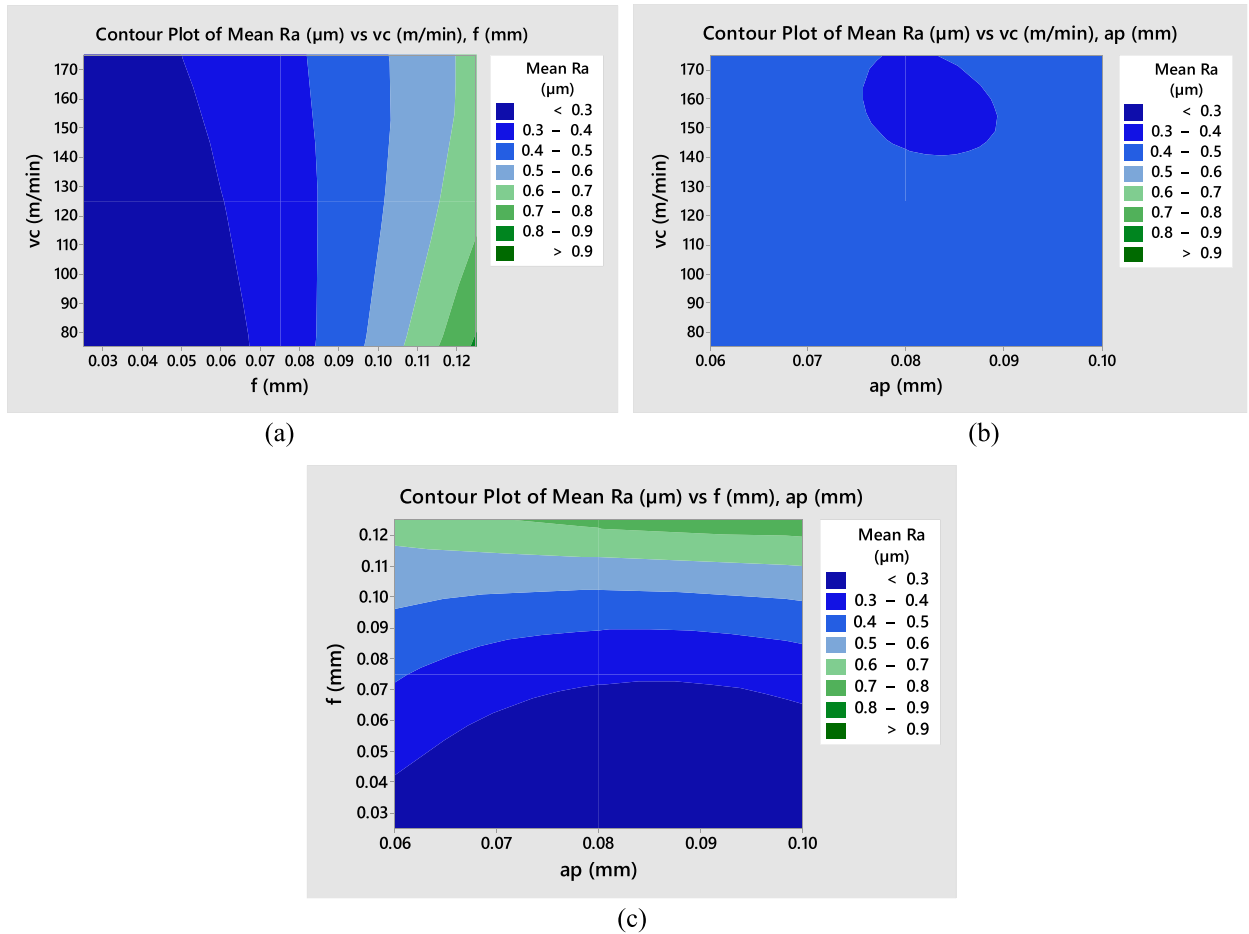 Contour Plot of Mean Ra (µm) vs vc (m/min), f (mm)
Mean Ra
(µm)
< 0.3
0.3 – 0.4
0.4 – 0.5
0.5 – 0.6
0.6 – 0.7
0.7 – 0.8
0.8 – 0.9
> 0.9
vc (m/min)
170
160
150
140
130
120
110
100
90
80
0.03 0.04 0.05 0.06 0.07 0.08 0.09 0.10 0.11 0.12
f (mm)
(a)
Contour Plot of Mean Ra (µm) vs vc (m/min), ap (mm)
Mean Ra
(µm)
< 0.3
0.3 – 0.4
0.4 – 0.5
0.5 – 0.6
0.6 – 0.7
0.7 – 0.8
0.8 – 0.9
> 0.9
vc (m/min)
170
160
150
140
130
120
110
100
90
80
0.06 0.07 0.08 0.09 0.10
ap (mm)
(b)
Contour Plot of Mean Ra (µm) vs f (mm), ap (mm)
Mean Ra
(µm)
< 0.3
0.3 – 0.4
0.4 – 0.5
0.5 – 0.6
0.6 – 0.7
0.7 – 0.8
0.8 – 0.9
> 0.9
f (mm)
0.12
0.11
0.10
0.09
0.08
0.07
0.06
0.05
0.04
0.03
0.06 0.07 0.08 0.09 0.10
ap (mm)
(c)